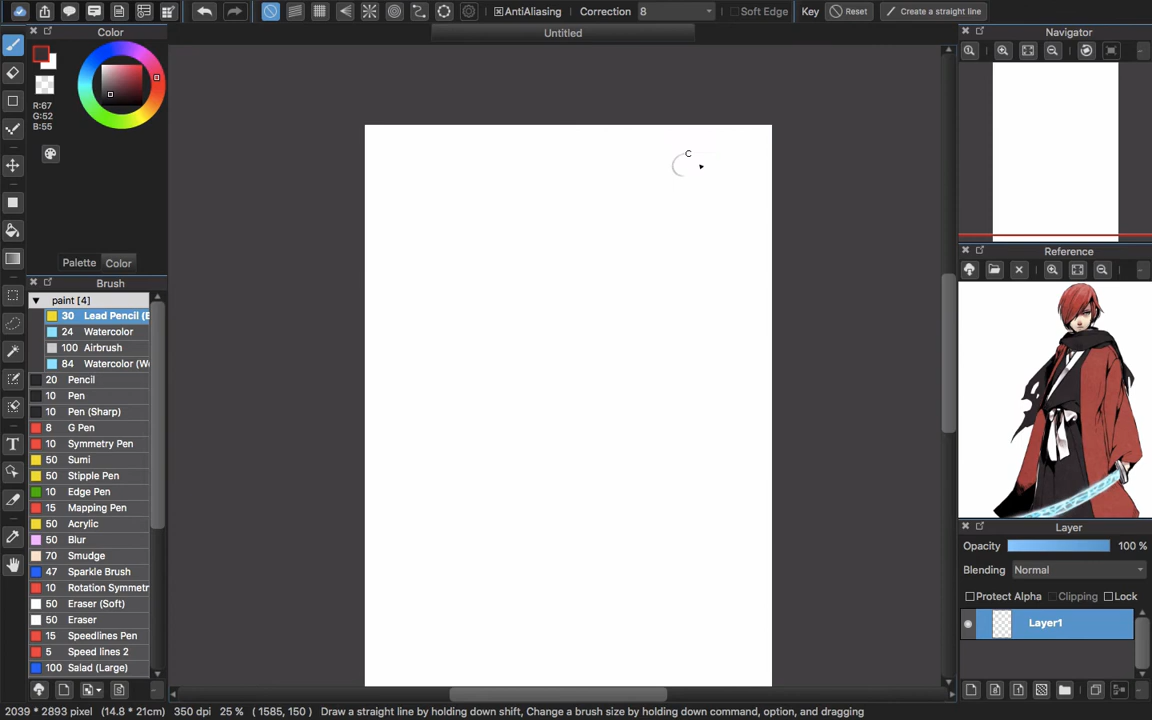 AntiAliasing Correction 8 Soft Edge Key Reset Create a straight line
Untitled
Color
R:67
G:52
B:55
Palette Color
Brush
paint [4]
30 Lead Pencil (
24 Watercolor
100 Airbrush
84 Watercolor (W
20 Pencil
10 Pen
10 Pen (Sharp)
8 G Pen
10 Symmetry Pen
50 Sumi
50 Stipple Pen
10 Edge Pen
15 Mapping Pen
50 Acrylic
50 Blur
70 Smudge
47 Sparkle Brush
10 Rotation Symmetr
50 Eraser (Soft)
50 Eraser
15 Speedlines Pen
5 Speed lines 2
100 Salad (Large)
Navigator
Reference
Layer
Opacity 100 %
Blending Normal
Protect Alpha Clipping Lock
Layer1
2039 * 2893 pixel (14.8 * 21cm) 350 dpi 25 % ( 1585, 150 ) Draw a straight line by holding down shift, Change a brush size by holding down command, option, and dragging